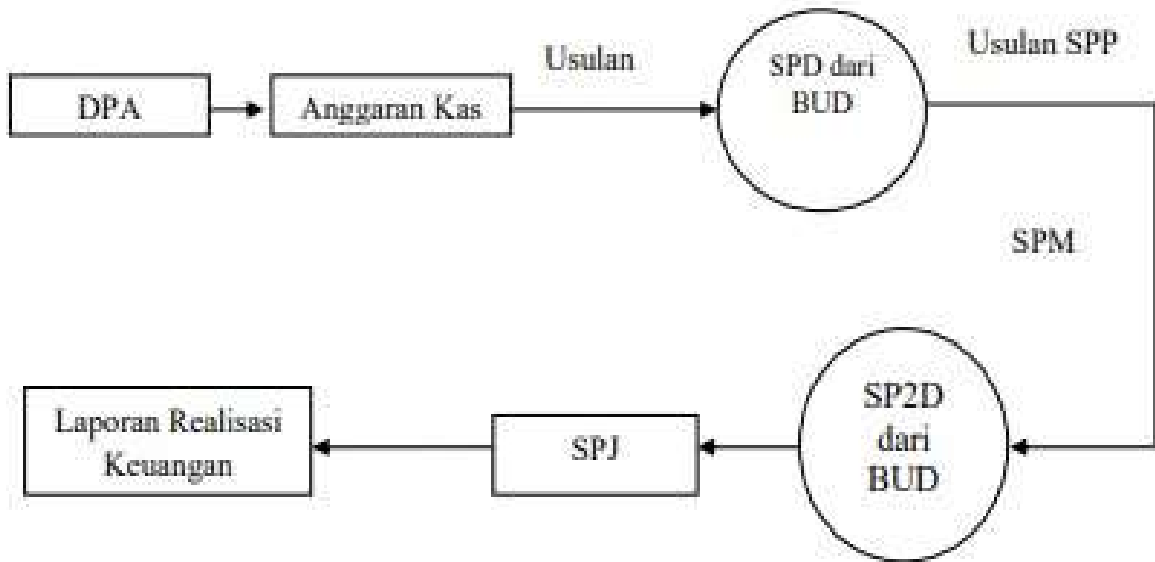 DPA
Anggaran Kas
Usulan
SPD dari
BUD
Usulan SPP
SPM
SP2D
dari
BUD
SPJ
Laporan Realisasi
Keuangan